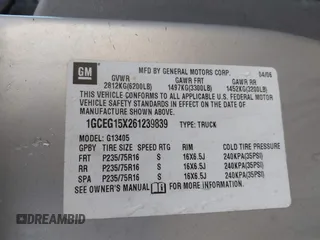 GM
MFD BY GENERAL MOTORS CORP. 04/06
GVWR GAWR FRT GAWR RR
2812KG(6200LB) 1497KG(3300LB) 1452KG(3200LB)
THIS VEHICLE CONFORMS TO ALL APPLICABLE U.S. FEDERAL MOTOR
VEHICLE SAFETY STANDARDS IN EFFECT ON THE DATE OF
MANUFACTURE SHOWN ABOVE.
1GCEG15X261239839 TYPE: TRUCK
MODEL: G13405
GPBY TIRE SIZE SPEED RTG RIM COLD TIRE PRESSURE
FRT P235/75R16 S 16X6.5J 240KPA(35PSI)
RR P235/75R16 S 16X6.5J 240KPA(35PSI)
SPA P235/75R16 S 16X6.5J 240KPA(35PSI)
SEE OWNER'S MANUAL FOR MORE INFORMATION.
DREAMBID